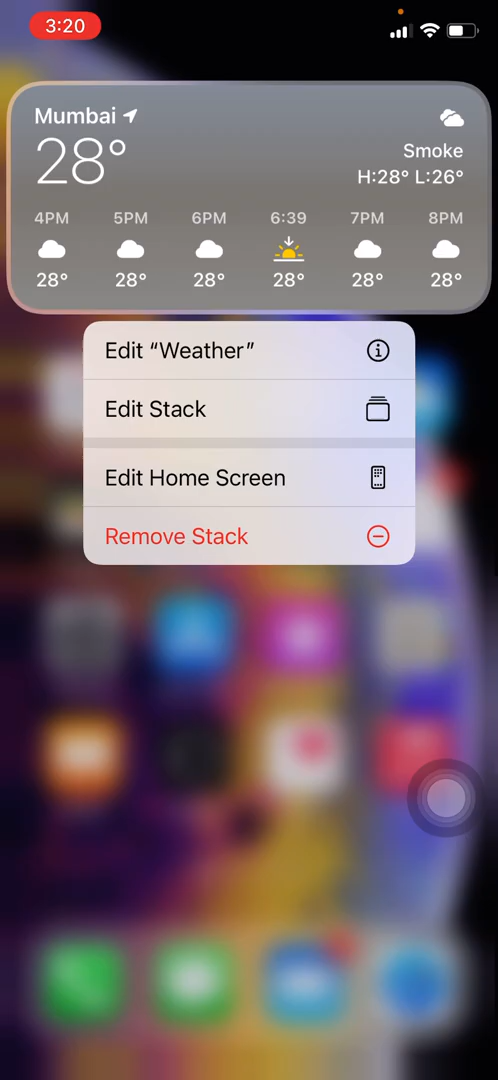 3:20
Mumbai
28°
Smoke
H:28° L:26°
4PM 5PM 6PM 6:39 7PM 8PM
28° 28° 28° 28° 28° 28°
Edit “Weather”
Edit Stack
Edit Home Screen
Remove Stack